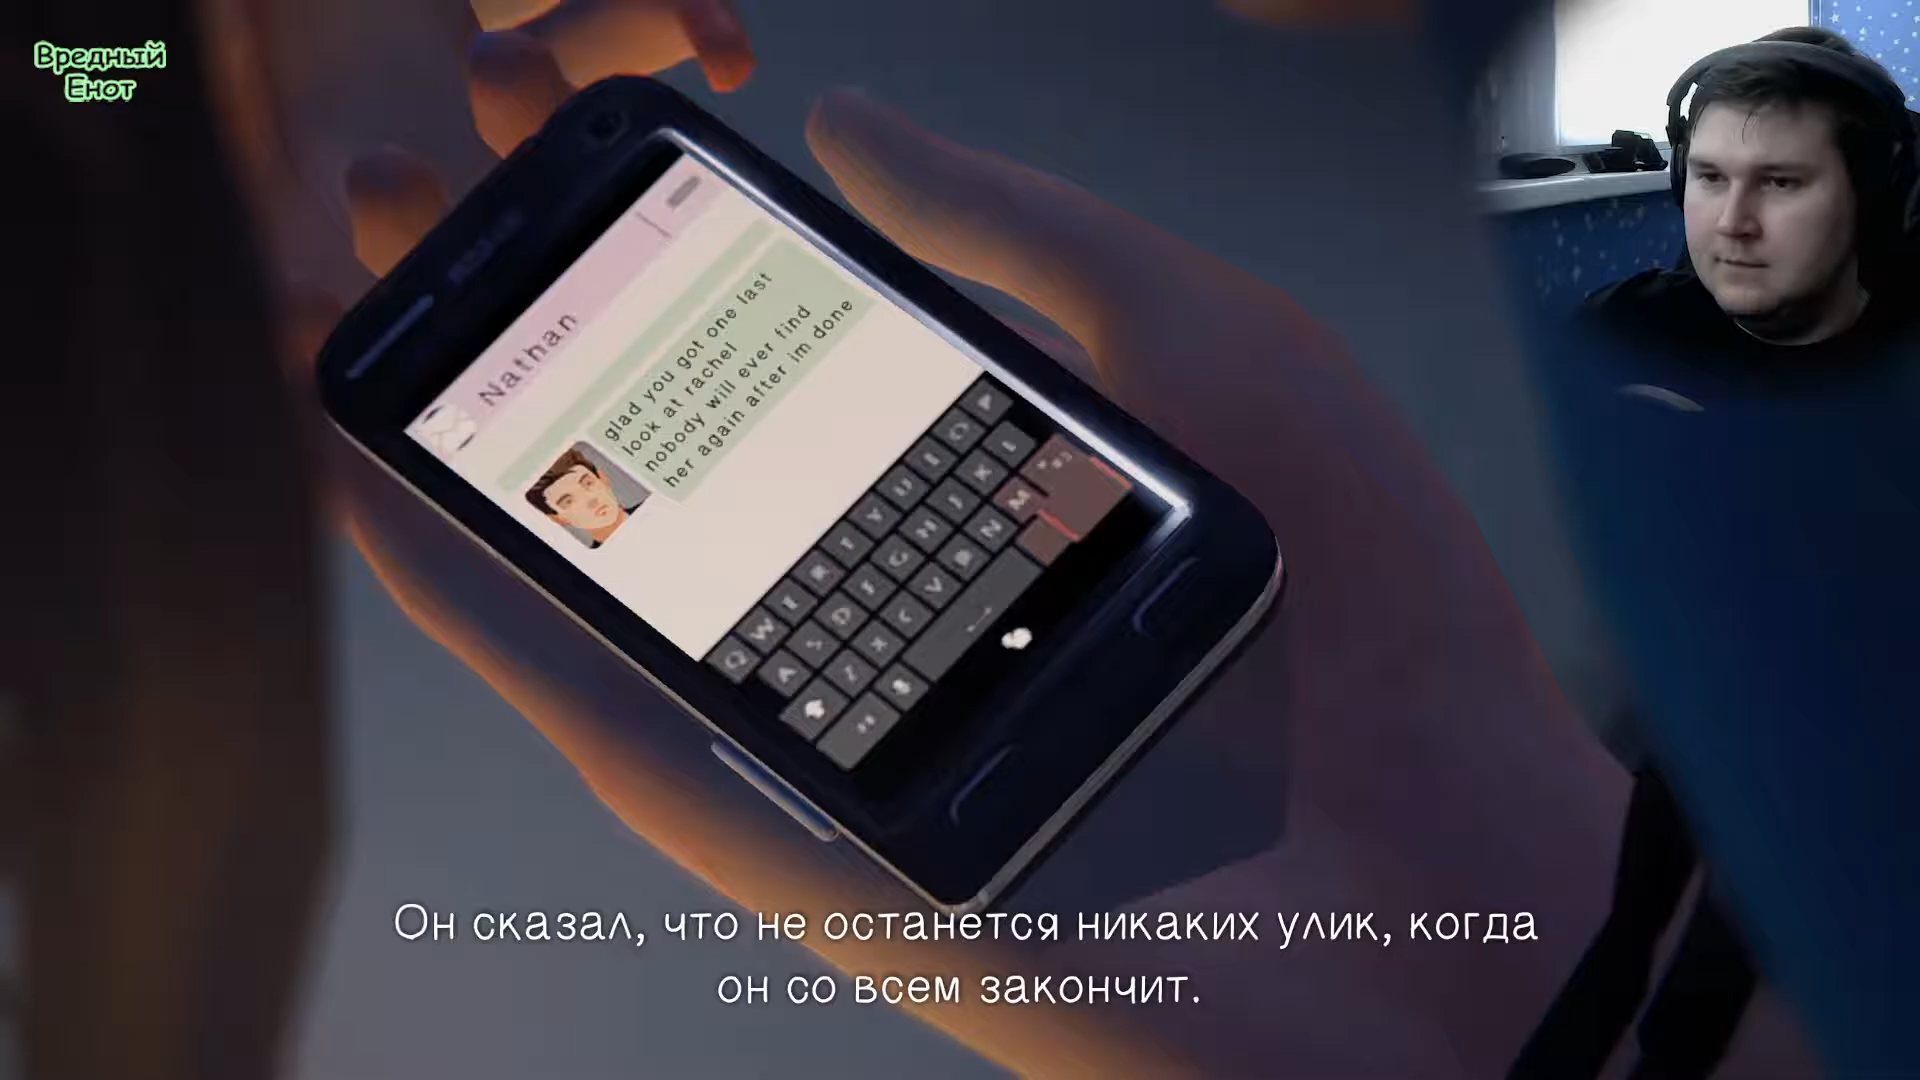 Вредный
Енот
Nathan
glad you got one last
look at rachel
nobody will ever find
her again after im done
Он сказал, что не останется никаких улик, когда
он со всем закончит.